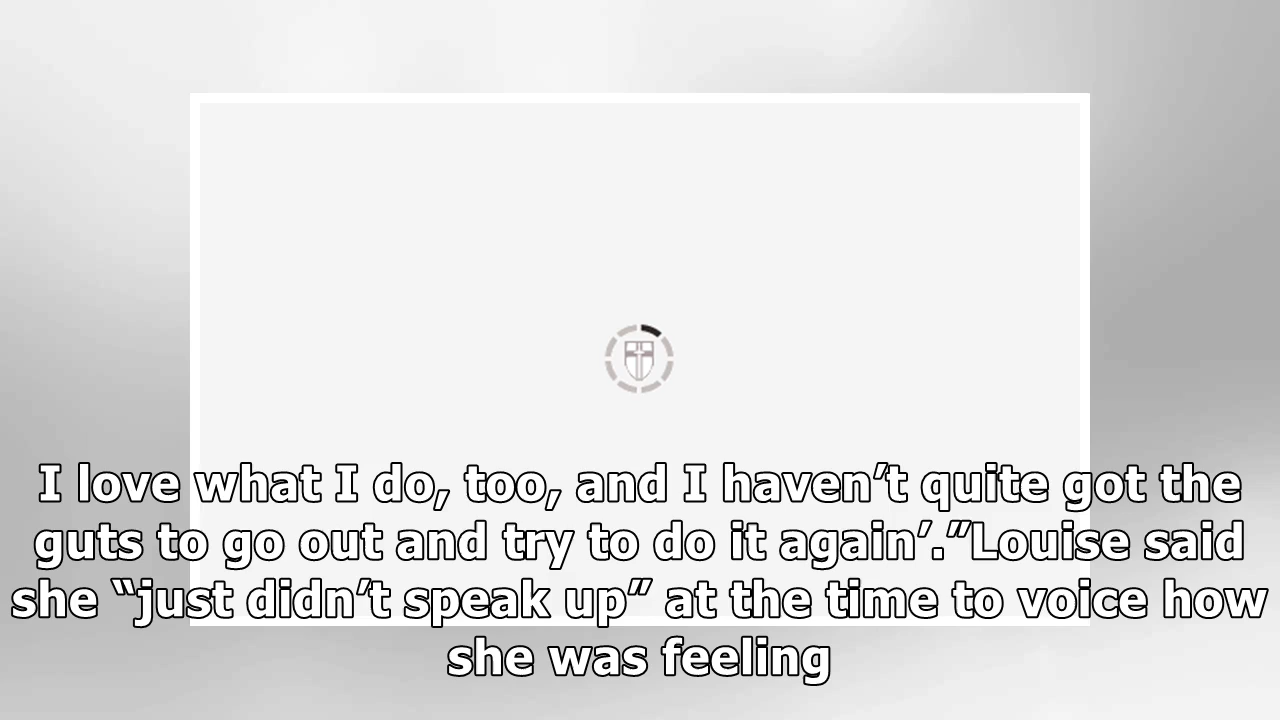 I love what I do, too, and I haven’t quite got the
guts to go out and try to do it again’.”Louise said
she “just didn’t speak up” at the time to voice how
she was feeling